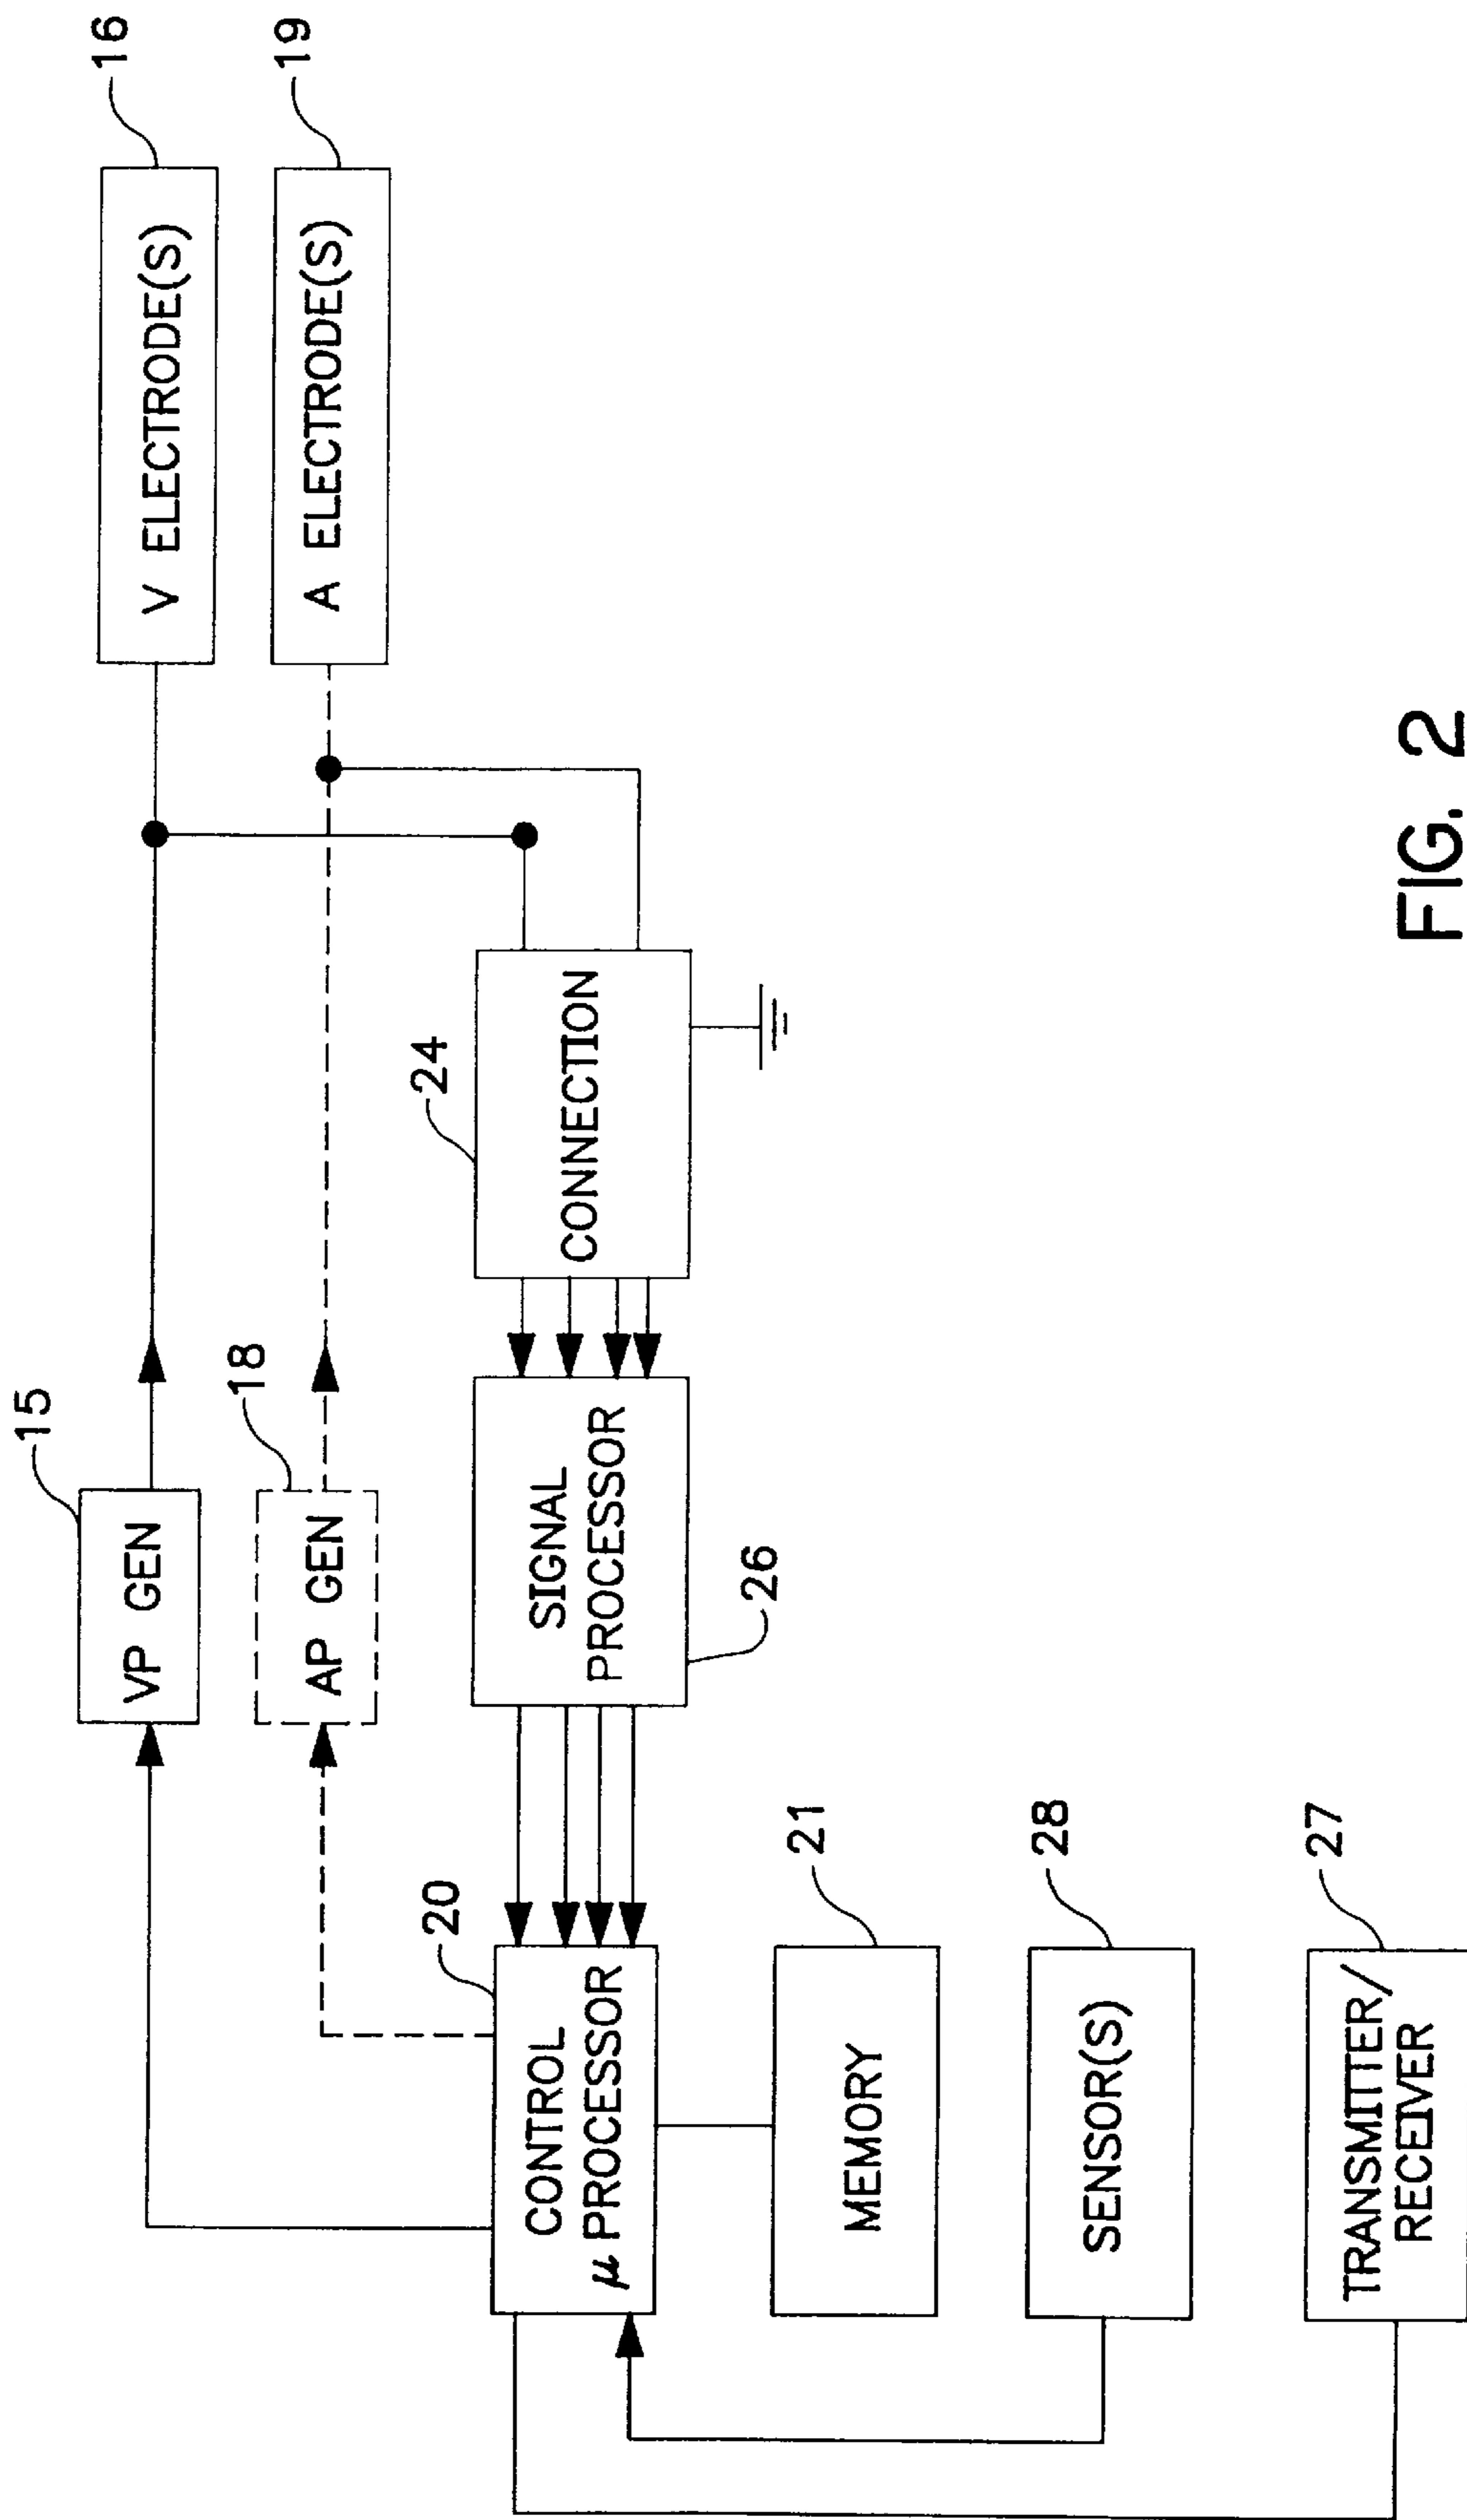 15
VP GEN
16
V ELECTRODE(S)
18
AP GEN
19
A ELECTRODE(S)
20
CONTROL
μ PROCESSOR
SIGNAL
PROCESSOR
26
24
CONNECTION
21
MEMORY
28
SENSOR(S)
27
TRANSMITTER/
RECEIVER
FIG. 2